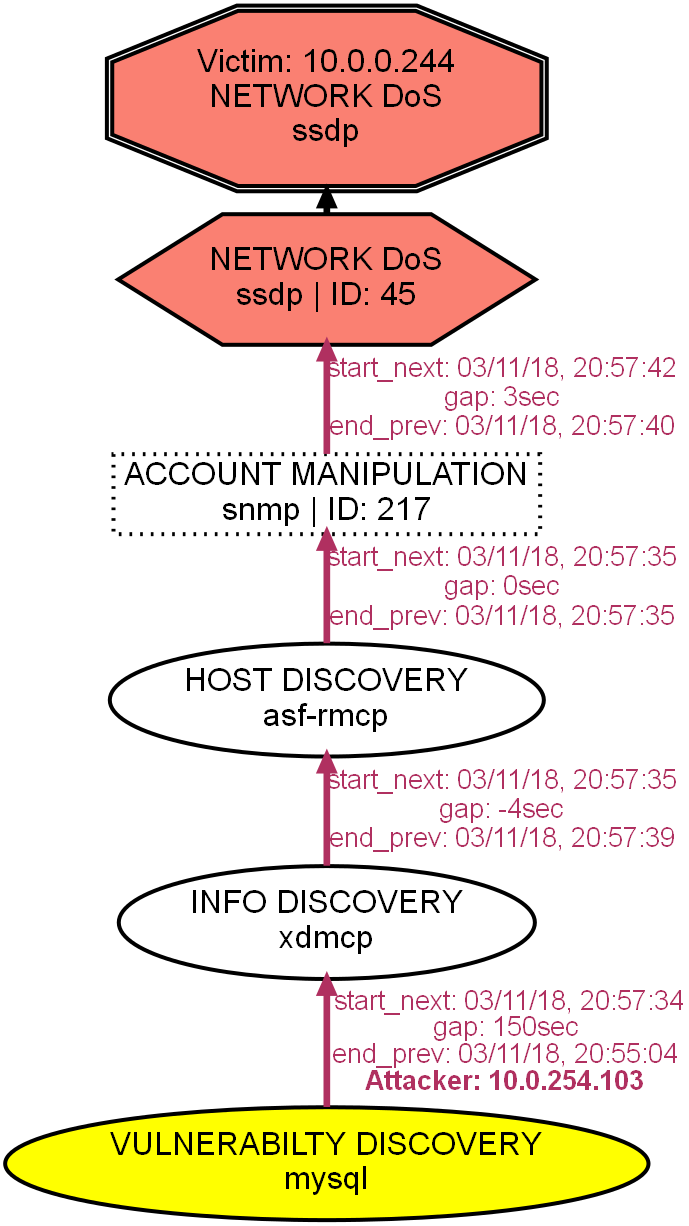 Victim: 10.0.0.244
NETWORK DoS
ssdp
NETWORK DoS
ssdp | ID: 45
start_next: 03/11/18, 20:57:42
gap: 3sec
end_prev: 03/11/18, 20:57:40
ACCOUNT MANIPULATION
snmp | ID: 217
start_next: 03/11/18, 20:57:35
gap: 0sec
end_prev: 03/11/18, 20:57:35
HOST DISCOVERY
asf-rmcp
start_next: 03/11/18, 20:57:35
gap: -4sec
end_prev: 03/11/18, 20:57:39
INFO DISCOVERY
xdmcp
start_next: 03/11/18, 20:57:34
gap: 150sec
end_prev: 03/11/18, 20:55:04
Attacker: 10.0.254.103
VULNERABILTY DISCOVERY
mysql